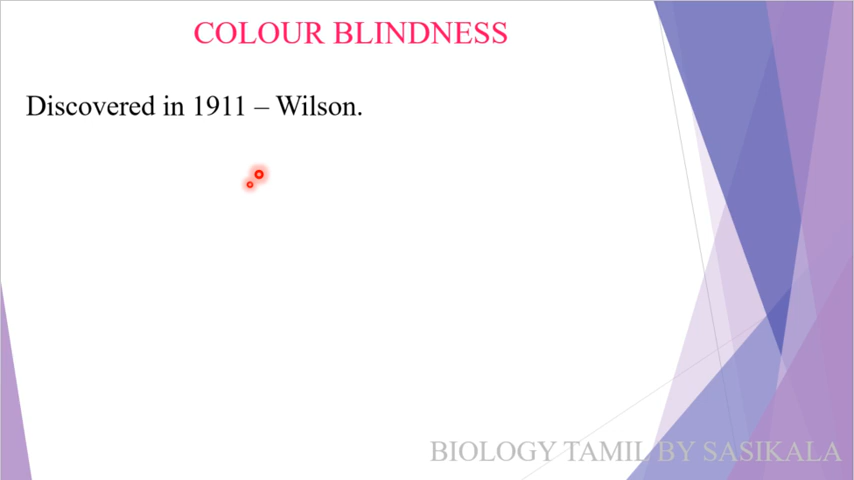 COLOUR BLINDNESS
Discovered in 1911 – Wilson.
BIOLOGY TAMIL BY SASIKALA